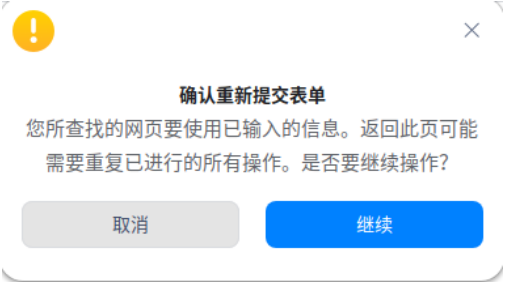 确认重新提交表单
您所查找的网页要使用已输入的信息。返回此页可能
需要重复已进行的所有操作。是否要继续操作?
取消
继续